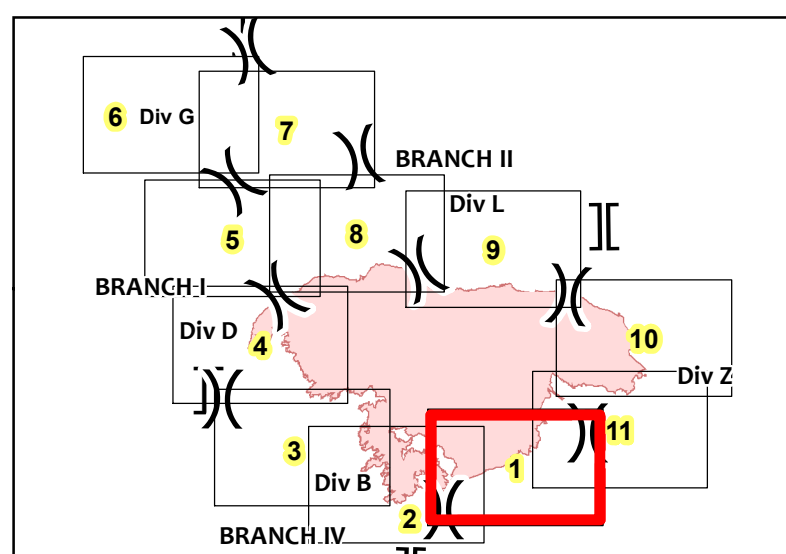 6
Div G
7
BRANCH II
Div L
5
8
9
BRANCH I
Div D
4
10
Div Z
3
11
1
Div B
2
BRANCH IV